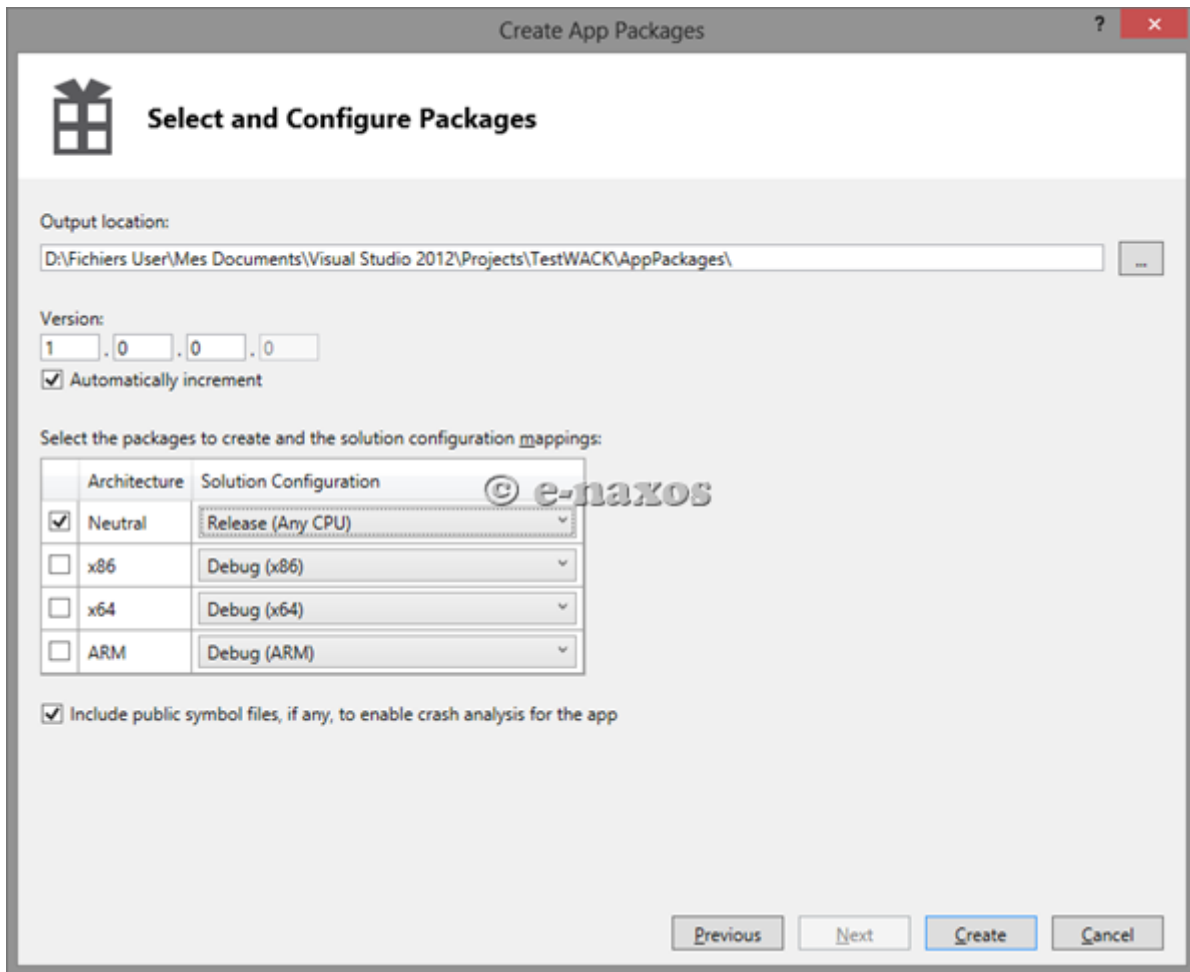 Create App Packages ? ×
Select and Configure Packages
Output location:
D:\Fichiers User\Mes Documents\Visual Studio 2012\Projects\TestWACK\AppPackages\ ...
Version:
1 . 0 . 0 . 0
Automatically increment
Select the packages to create and the solution configuration mappings:
Architecture Solution Configuration
© e-naxos
Neutral Release (Any CPU)
x86 Debug (x86)
x64 Debug (x64)
ARM Debug (ARM)
Include public symbol files, if any, to enable crash analysis for the app
Previous Next Create Cancel